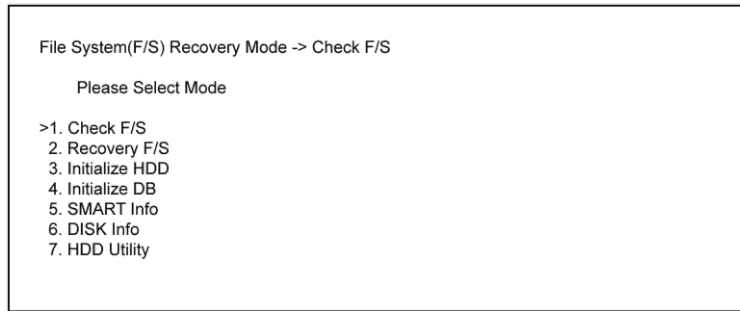 File System(F/S) Recovery Mode -> Check F/S
Please Select Mode
>1. Check F/S
2. Recovery F/S
3. Initialize HDD
4. Initialize DB
5. SMART Info
6. DISK Info
7. HDD Utility